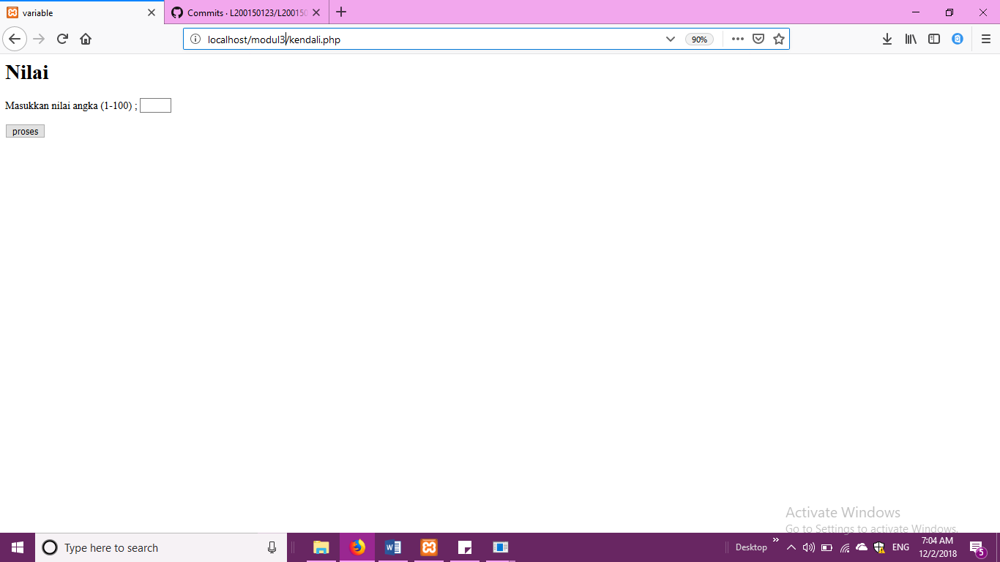 variable
Commits · L200150123/L20015
localhost/modul3/kendali.php
90%
Nilai
Masukkan nilai angka (1-100) ;
proses
Activate Windows
Go to Settings to activate Windows.
Type here to search
Desktop
ENG
7:04 AM
12/2/2018
5